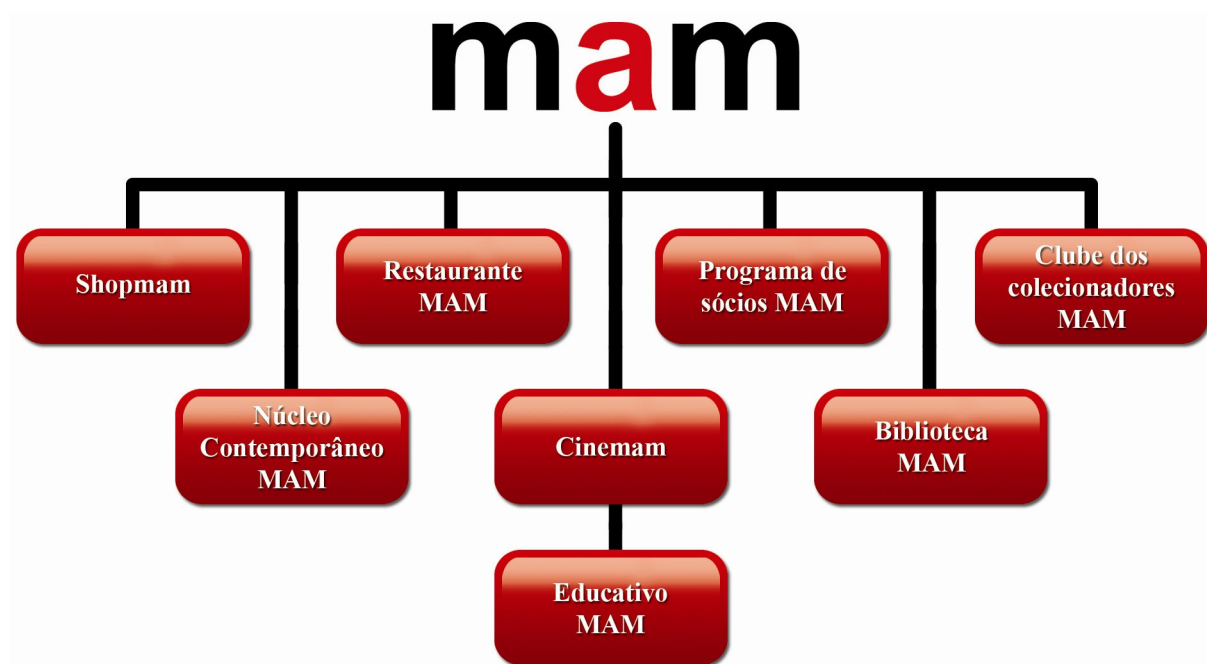 mam
Shopmam
Restaurante
MAM
Programa de
sócios MAM
Clube dos
colecionadores
MAM
Núcleo
Contemporâneo
MAM
Cinemam
Biblioteca
MAM
Educativo
MAM